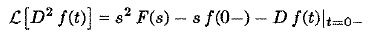 ℒ[D² f(t)] = s² F(s) − s f(0−) − D f(t)|ₜ₌₀₋